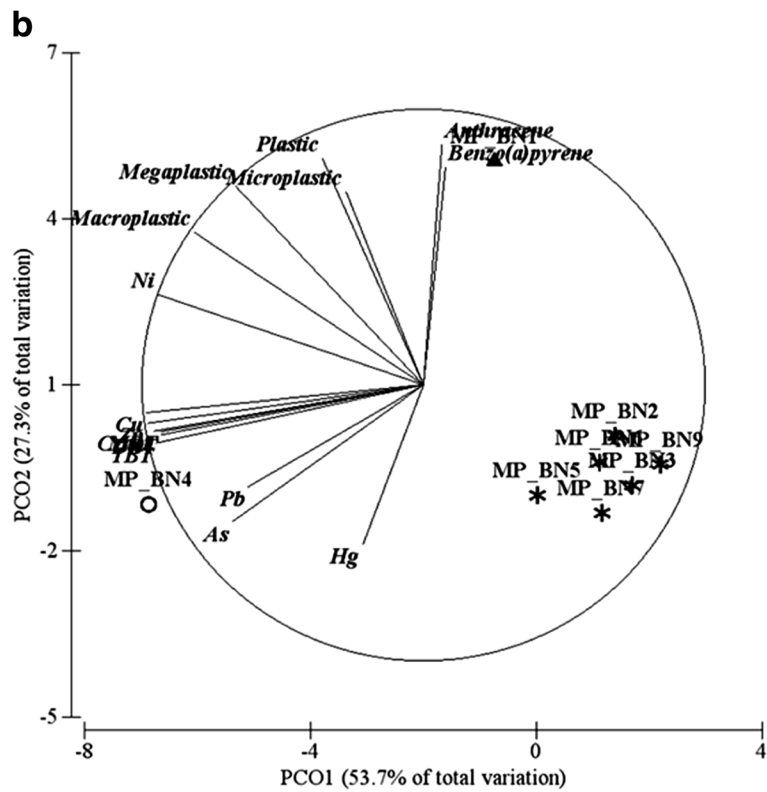 b
7
Anthracene
MP_BN1
Plastic
Benzo(a)pyrene
Megaplastic
Microplastic
Macroplastic
4
Ni
PCO2 (27.3% of total variation)
1
MP_BN2
Cu
MP_BN9
TBT
MP_BN3
MP_BN4
MP_BN5
MP_BN7
Pb
As
Hg
-2
-5
-8
-4
0
4
PCO1 (53.7% of total variation)